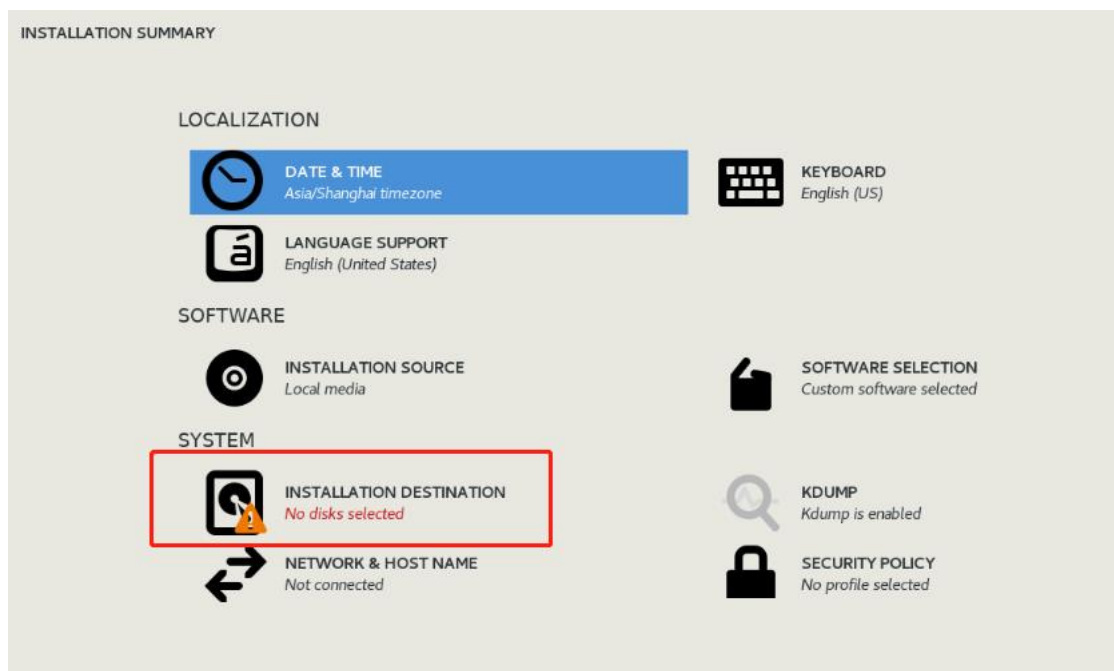 INSTALLATION SUMMARY
LOCALIZATION
DATE & TIME
Asia/Shanghai timezone
KEYBOARD
English (US)
á
LANGUAGE SUPPORT
English (United States)
SOFTWARE
INSTALLATION SOURCE
Local media
SOFTWARE SELECTION
Custom software selected
SYSTEM
INSTALLATION DESTINATION
No disks selected
KDUMP
Kdump is enabled
NETWORK & HOST NAME
Not connected
SECURITY POLICY
No profile selected